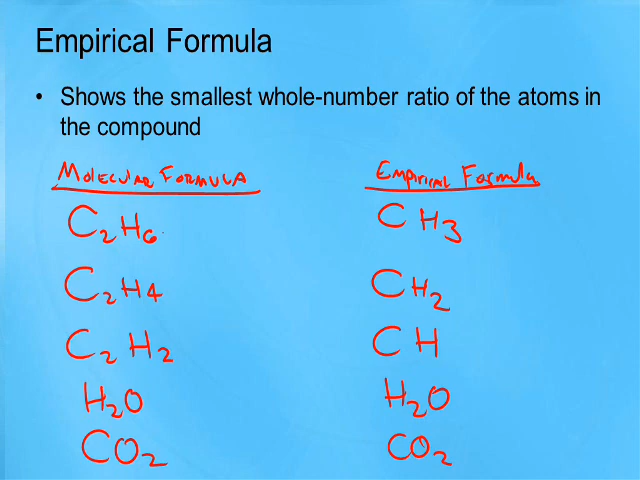 Empirical Formula
• Shows the smallest whole-number ratio of the atoms in
the compound
Molecular Formula Empirical Formula
C₂H₆ CH₃
C₂H₄ CH₂
C₂H₂ CH
H₂O H₂O
CO₂ CO₂